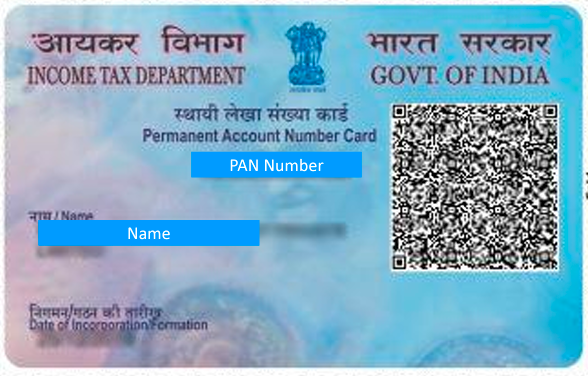 आयकर विभाग
INCOME TAX DEPARTMENT
भारत सरकार
GOVT. OF INDIA
स्थायी लेखा संख्या कार्ड
Permanent Account Number Card
PAN Number
नाम / Name
Name
निगमन/गठन की तारीख
Date of Incorporation/Formation